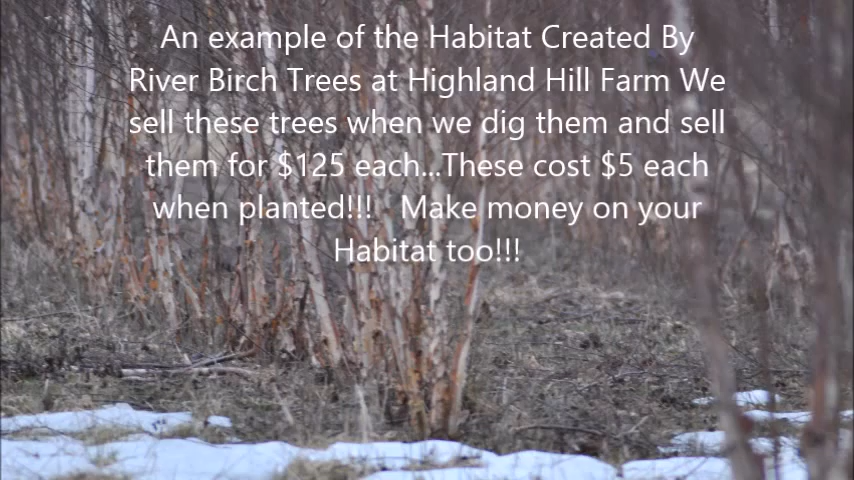 An example of the Habitat Created By
River Birch Trees at Highland Hill Farm We
sell these trees when we dig them and sell
them for $125 each...These cost $5 each
when planted!!!   Make money on your
Habitat too!!!